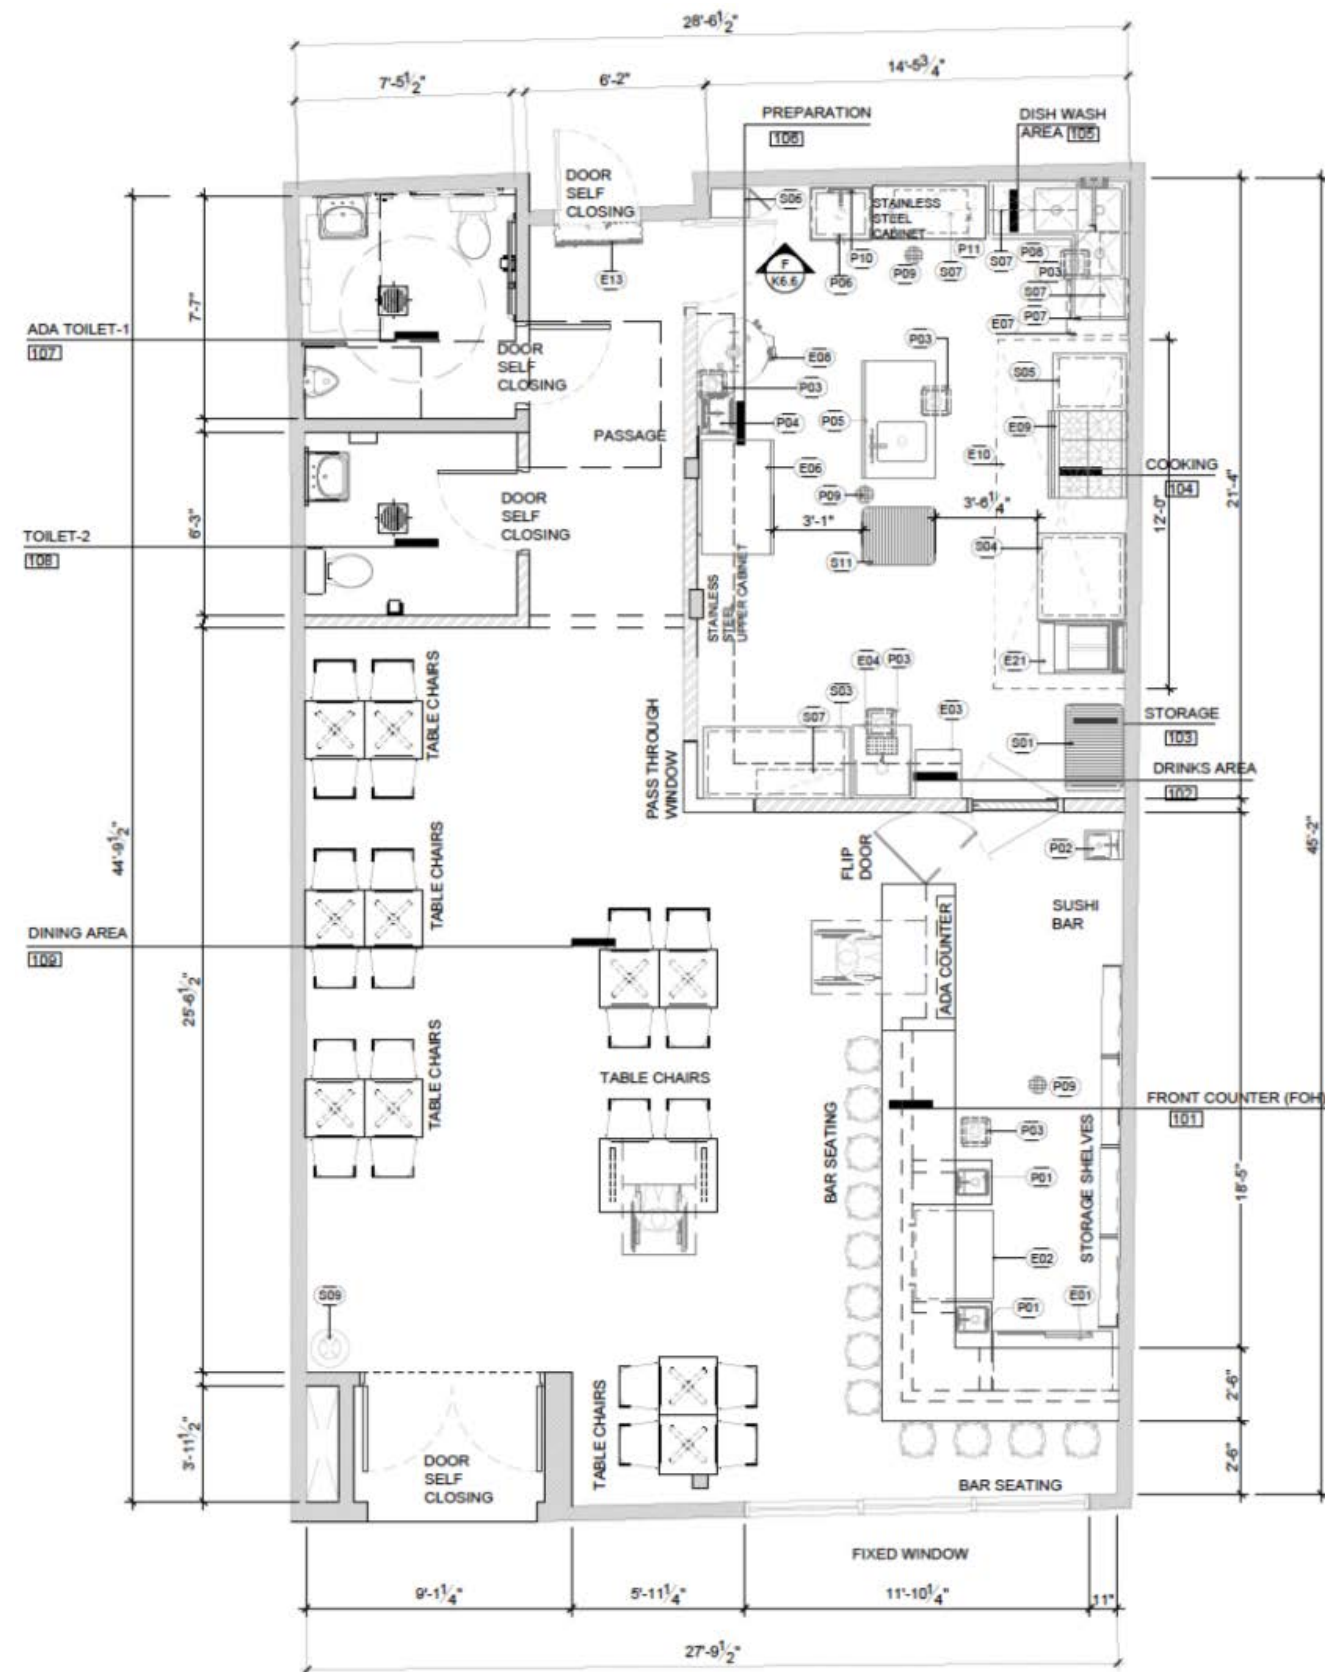 28'-6½"
7'-5½"
6'-2"
14'-5¾"
PREPARATION
106
DISH WASH
AREA 105
DOOR
SELF
CLOSING
S06
STAINLESS
STEEL
CABINET
P10
P11
P08
F
K6.6
P06
P09
S07
S07
P03
E13
S07
E07
P07
7'-7"
ADA TOILET-1
107
DOOR
SELF
CLOSING
E08
P03
P03
S05
PASSAGE
P04
P05
E09
E10
E06
COOKING
104
21'-4"
DOOR
SELF
CLOSING
P09
3'-1"
3'-6¼"
12'-0"
TOILET-2
108
6'-3"
S11
S04
STAINLESS
STEEL
UPPER CABINET
E04
P03
E21
TABLE CHAIRS
S03
S07
E03
PASS THROUGH
WINDOW
S01
STORAGE
103
DRINKS AREA
102
44'-9½"
45'-2"
FLIP
DOOR
P02
TABLE CHAIRS
SUSHI
BAR
DINING AREA
109
ADA COUNTER
25'-6½"
TABLE CHAIRS
TABLE CHAIRS
P09
FRONT COUNTER (FOH)
101
P03
BAR SEATING
P01
STORAGE SHELVES
18'-5"
E02
S09
P01
E01
2'-6"
3'-11½"
TABLE CHAIRS
DOOR
SELF
CLOSING
2'-6"
BAR SEATING
FIXED WINDOW
9'-1¼"
5'-11¼"
11'-10¼"
11"
27'-9½"